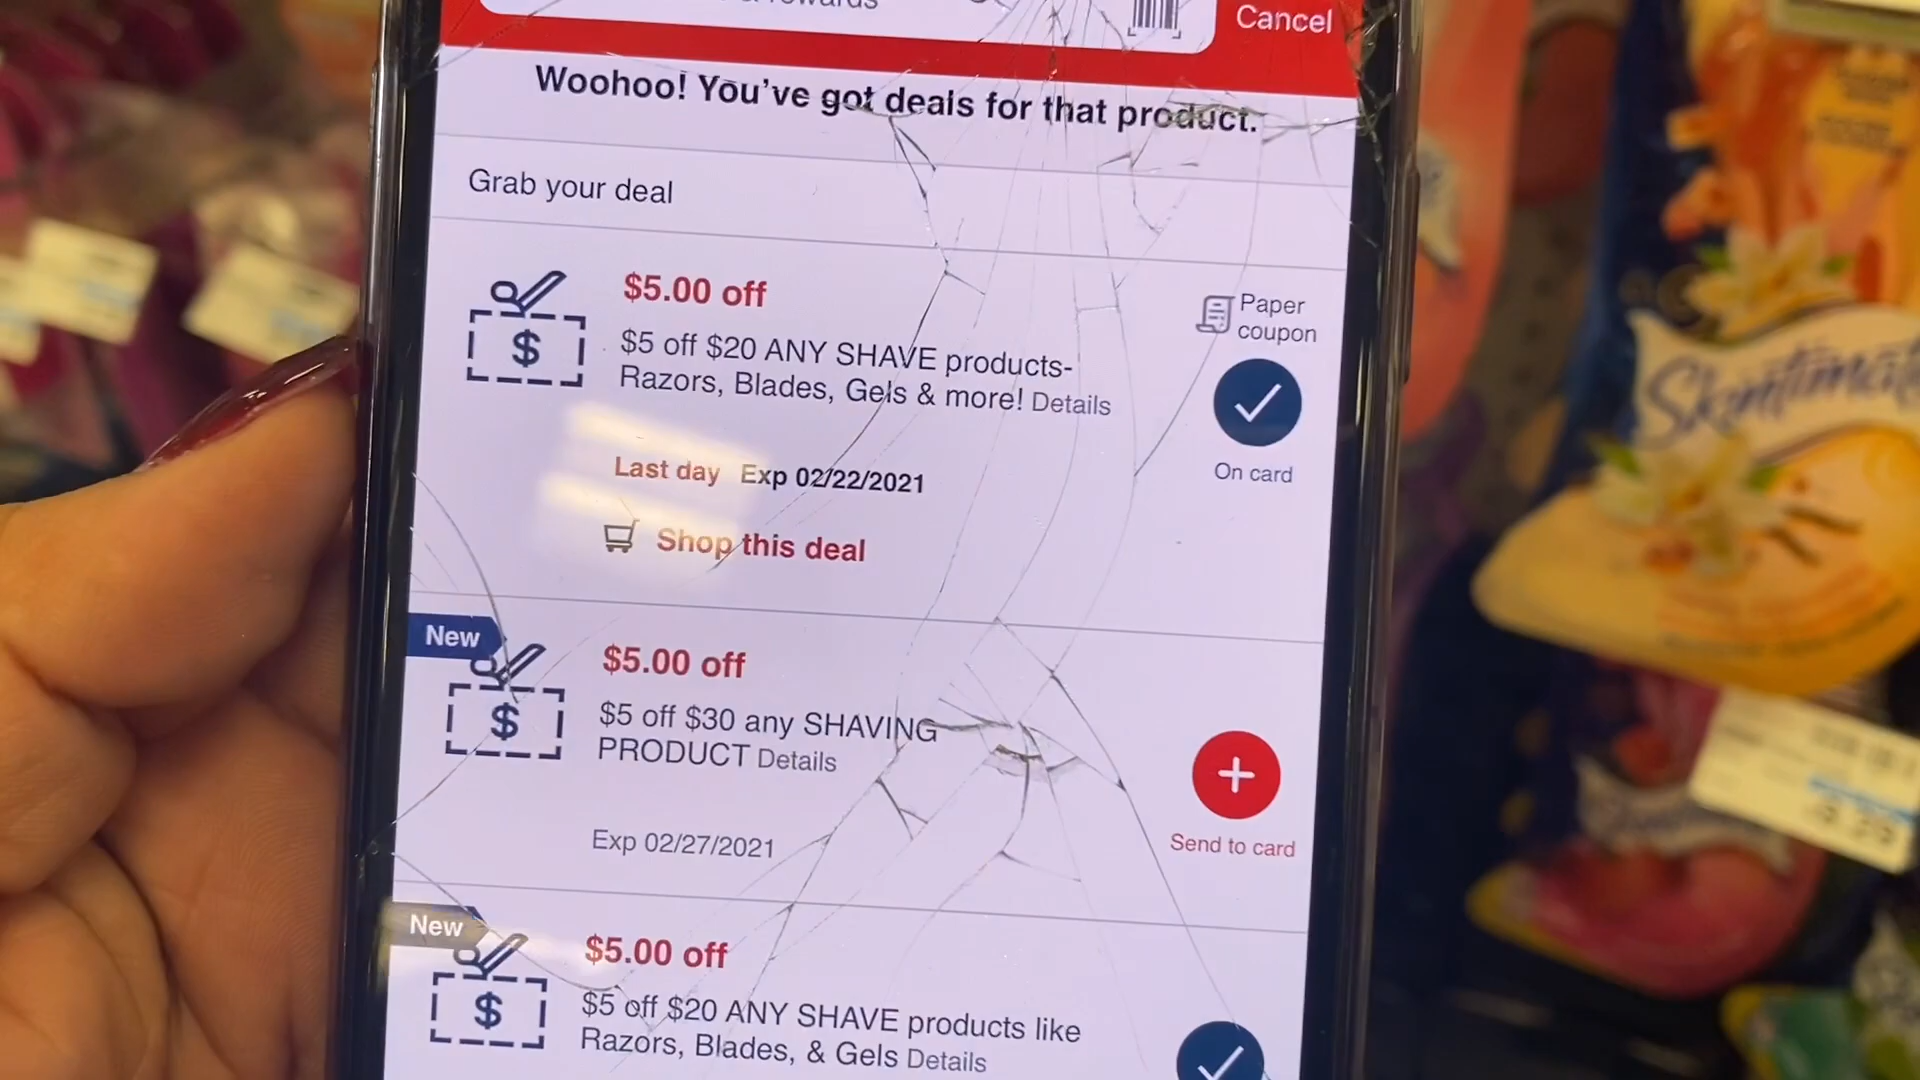 Cancel
Woohoo! You've got deals for that product.
Grab your deal
$5.00 off
Paper
coupon
$
$5 off $20 ANY SHAVE products-
Razors, Blades, Gels & more! Details
Last day Exp 02/22/2021
On card
Shop this deal
New
$5.00 off
$
$5 off $30 any SHAVING
PRODUCT Details
Exp 02/27/2021
Send to card
New
$5.00 off
$
$5 off $20 ANY SHAVE products like
Razors, Blades, & Gels Details